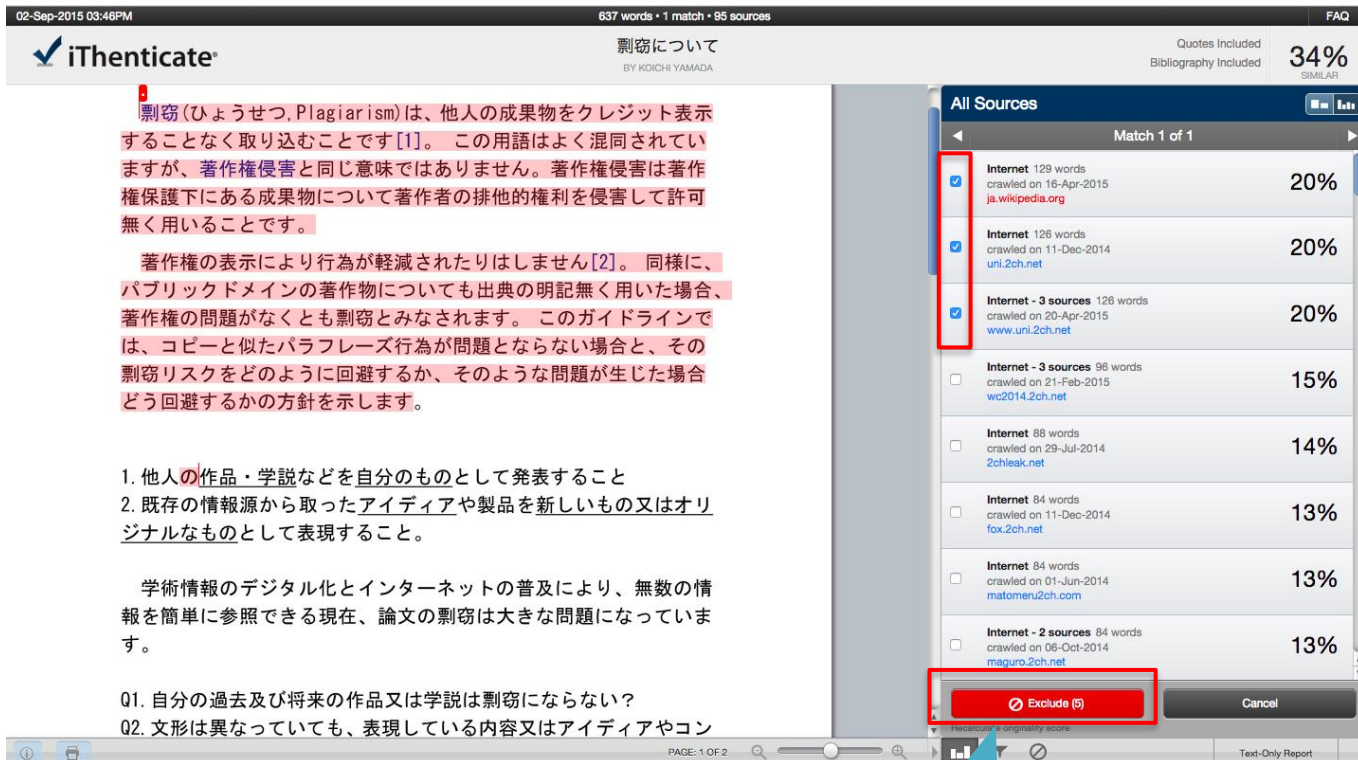 02-Sep-2015 03:46PM
637 words • 1 match • 95 sources
FAQ
iThenticate®
剽窃について
BY KOICHI YAMADA
Quotes Included
Bibliography Included
34%
SIMILAR
剽窃(ひょうせつ,Plagiarism)は、他人の成果物をクレジット表示
することなく取り込むことです[1]。 この用語はよく混同されてい
ますが、著作権侵害と同じ意味ではありません。著作権侵害は著作
権保護下にある成果物について著作者の排他的権利を侵害して許可
無く用いることです。
著作権の表示により行為が軽減されたりはしません[2]。 同様に、
パブリックドメインの著作物についても出典の明記無く用いた場合、
著作権の問題がなくとも剽窃とみなされます。 このガイドラインで
は、コピーと似たパラフレーズ行為が問題とならない場合と、その
剽窃リスクをどのように回避するか、そのような問題が生じた場合
どう回避するかの方針を示します。
1.他人の作品・学説などを自分のものとして発表すること
2.既存の情報源から取ったアイディアや製品を新しいもの又はオリ
ジナルなものとして表現すること。
学術情報のデジタル化とインターネットの普及により、無数の情
報を簡単に参照できる現在、論文の剽窃は大きな問題になっていま
す。
Q1.自分の過去及び将来の作品又は学説は剽窃にならない?
Q2.文形は異なっていても、表現している内容又はアイディアやコン
All Sources
Match 1 of 1
Internet 129 words
crawled on 16-Apr-2015
ja.wikipedia.org
20%
Internet 126 words
crawled on 11-Dec-2014
uni.2ch.net
20%
Internet - 3 sources 126 words
crawled on 20-Apr-2015
www.uni.2ch.net
20%
Internet - 3 sources 96 words
crawled on 21-Feb-2015
wc2014.2ch.net
15%
Internet 88 words
crawled on 29-Jul-2014
2chleak.net
14%
Internet 84 words
crawled on 11-Dec-2014
fox.2ch.net
13%
Internet 84 words
crawled on 01-Jun-2014
matomeru2ch.com
13%
Internet - 2 sources 84 words
crawled on 06-Oct-2014
maguro.2ch.net
13%
Exclude (5)
Cancel
Recalculate originality score
PAGE: 1 OF 2
Text-Only Report